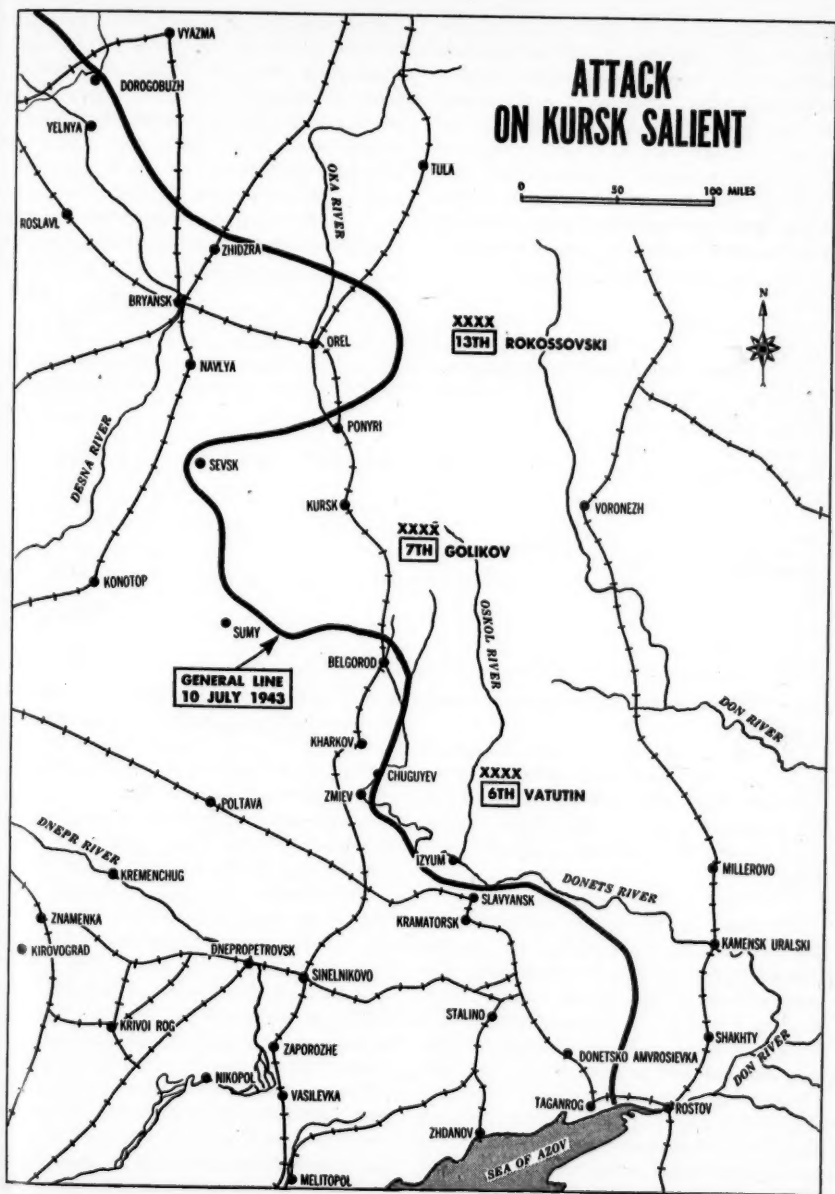 ATTACK
ON KURSK SALIENT
0 50 100 MILES
N
VYAZMA
DOROGOBUZH
YELNYA
OKA RIVER
TULA
ROSLAVL
ZHIDZRA
BRYANSK
OREL
XXXX
13TH ROKOSSOVSKI
NAVLYA
PONYRI
DESNA RIVER
SEVSK
KURSK
VORONEZH
XXXX
7TH GOLIKOV
KONOTOP
OSKOL RIVER
SUMY
BELGOROD
GENERAL LINE
10 JULY 1943
DON RIVER
KHARKOV
CHUGUYEV
XXXX
6TH VATUTIN
ZMIEV
POLTAVA
DNEPR RIVER
IZYUM
KREMENCHUG
MILLEROVO
DONETS RIVER
SLAVYANSK
ZNAMENKA
KRAMATORSK
KIROVOGRAD
DNEPROPETROVSK
KAMENSK URALSKI
SINELNIKOVO
STALINO
KRIVOI ROG
SHAKHTY
ZAPOROZHE
DONETSKO AMVROSIEVKA
DON RIVER
NIKOPOL
VASILEVKA
TAGANROG
ROSTOV
ZHDANOV
SEA OF AZOV
MELITOPOL